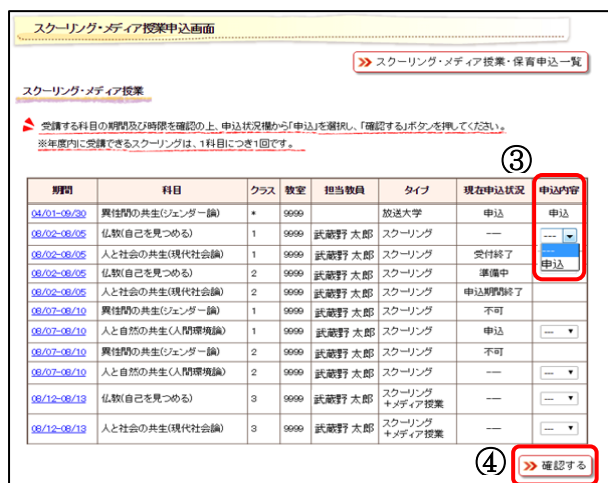 スクーリング・メディア授業申込画面
スクーリング・メディア授業・保育申込一覧
スクーリング・メディア授業
受講する科目の期間及び時限を確認の上、申込状況欄から「申込」を選択し、「確認する」ボタンを押してください。
※年度内に受講できるスクーリングは、1科目につき1回です。
③
期間 科目 クラス 教室 担当教員 タイプ 現在申込状況 申込内容
04/01-09/30 異性間の共生(ジェンダー論) * 9999 放送大学 申込 申込
08/02-08/05 仏教(自己を見つめる) 1 9999 武蔵野 太郎 スクーリング --- ---
---
申込
08/02-08/05 人と社会の共生(現代社会論) 1 9999 武蔵野 太郎 スクーリング 受付終了
08/02-08/05 仏教(自己を見つめる) 2 9999 武蔵野 太郎 スクーリング 準備中
08/02-08/05 人と社会の共生(現代社会論) 2 9999 武蔵野 太郎 スクーリング 申込期間終了
08/07-08/10 異性間の共生(ジェンダー論) 1 9999 武蔵野 太郎 スクーリング 不可
08/07-08/10 人と自然の共生(人間環境論) 1 9999 武蔵野 太郎 スクーリング 申込 ---
08/07-08/10 異性間の共生(ジェンダー論) 2 9999 武蔵野 太郎 スクーリング 不可
08/07-08/10 人と自然の共生(人間環境論) 2 9999 武蔵野 太郎 スクーリング --- ---
08/12-08/13 仏教(自己を見つめる) 3 9999 武蔵野 太郎 スクーリング+メディア授業 --- ---
08/12-08/13 人と社会の共生(現代社会論) 3 9999 武蔵野 太郎 スクーリング+メディア授業 --- ---
④
確認する